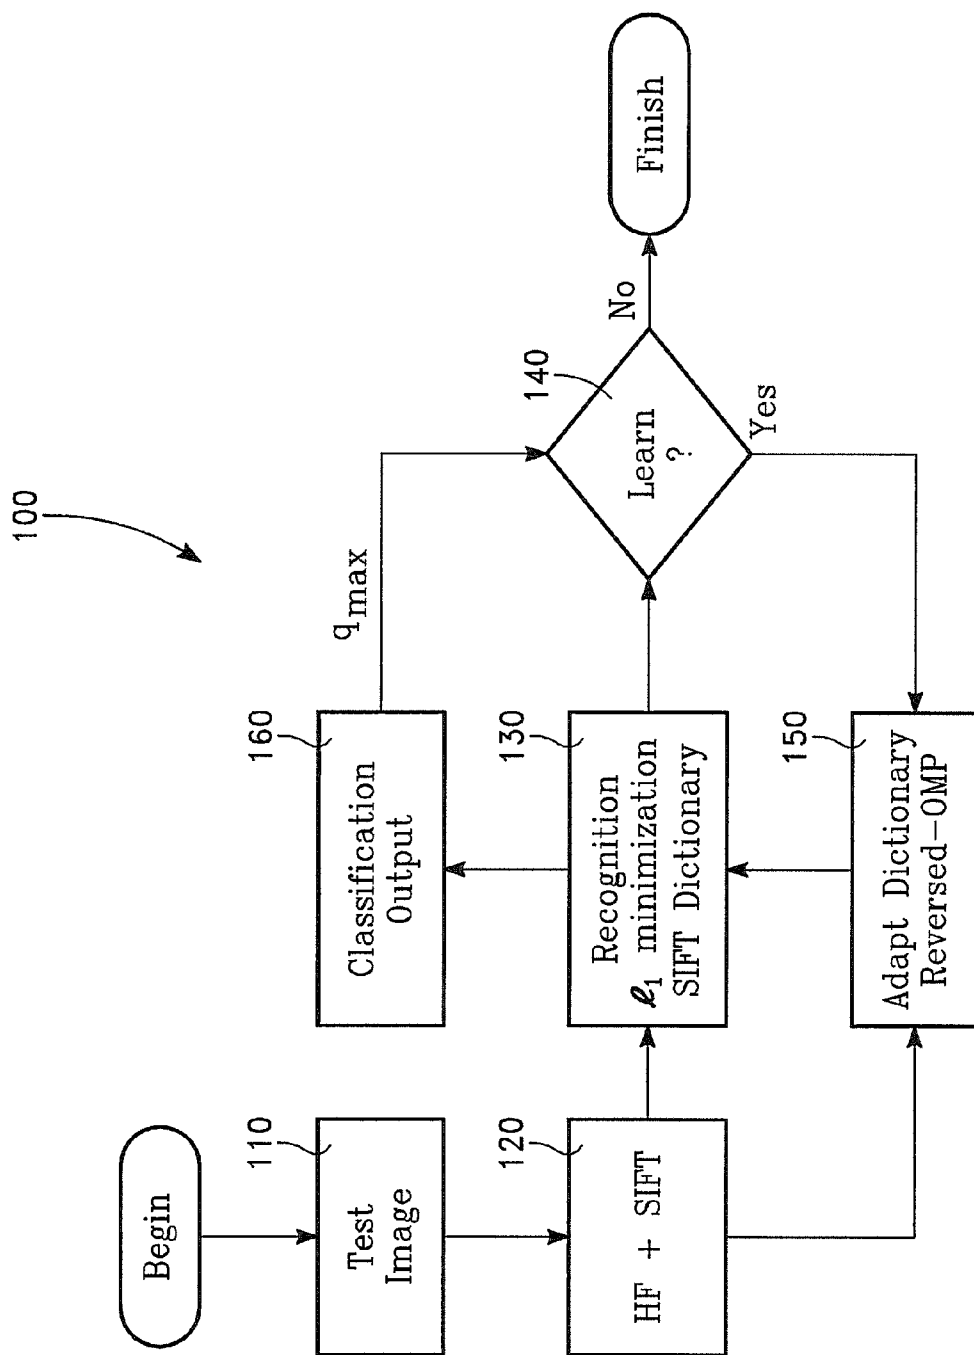 100
Begin
110
Test
Image
120
HF + SIFT
160
Classification
Output
qmax
130
Recognition
ℓ1 minimization
SIFT Dictionary
140
Learn
?
No
Finish
Yes
150
Adapt Dictionary
Reversed-OMP